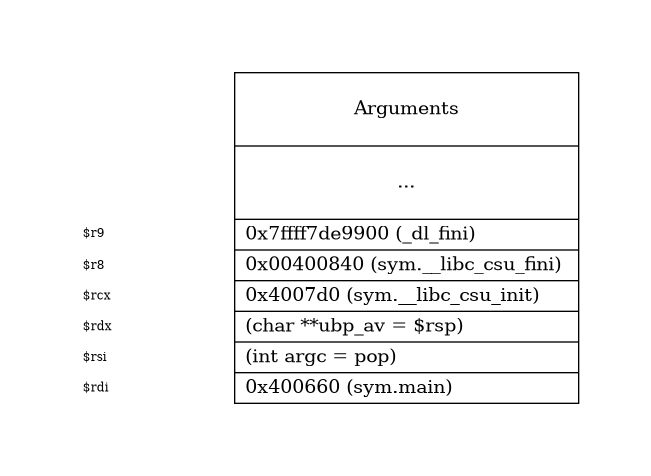 Arguments
...
$r9 0x7ffff7de9900 (_dl_fini)
$r8 0x00400840 (sym.__libc_csu_fini)
$rcx 0x4007d0 (sym.__libc_csu_init)
$rdx (char **ubp_av = $rsp)
$rsi (int argc = pop)
$rdi 0x400660 (sym.main)